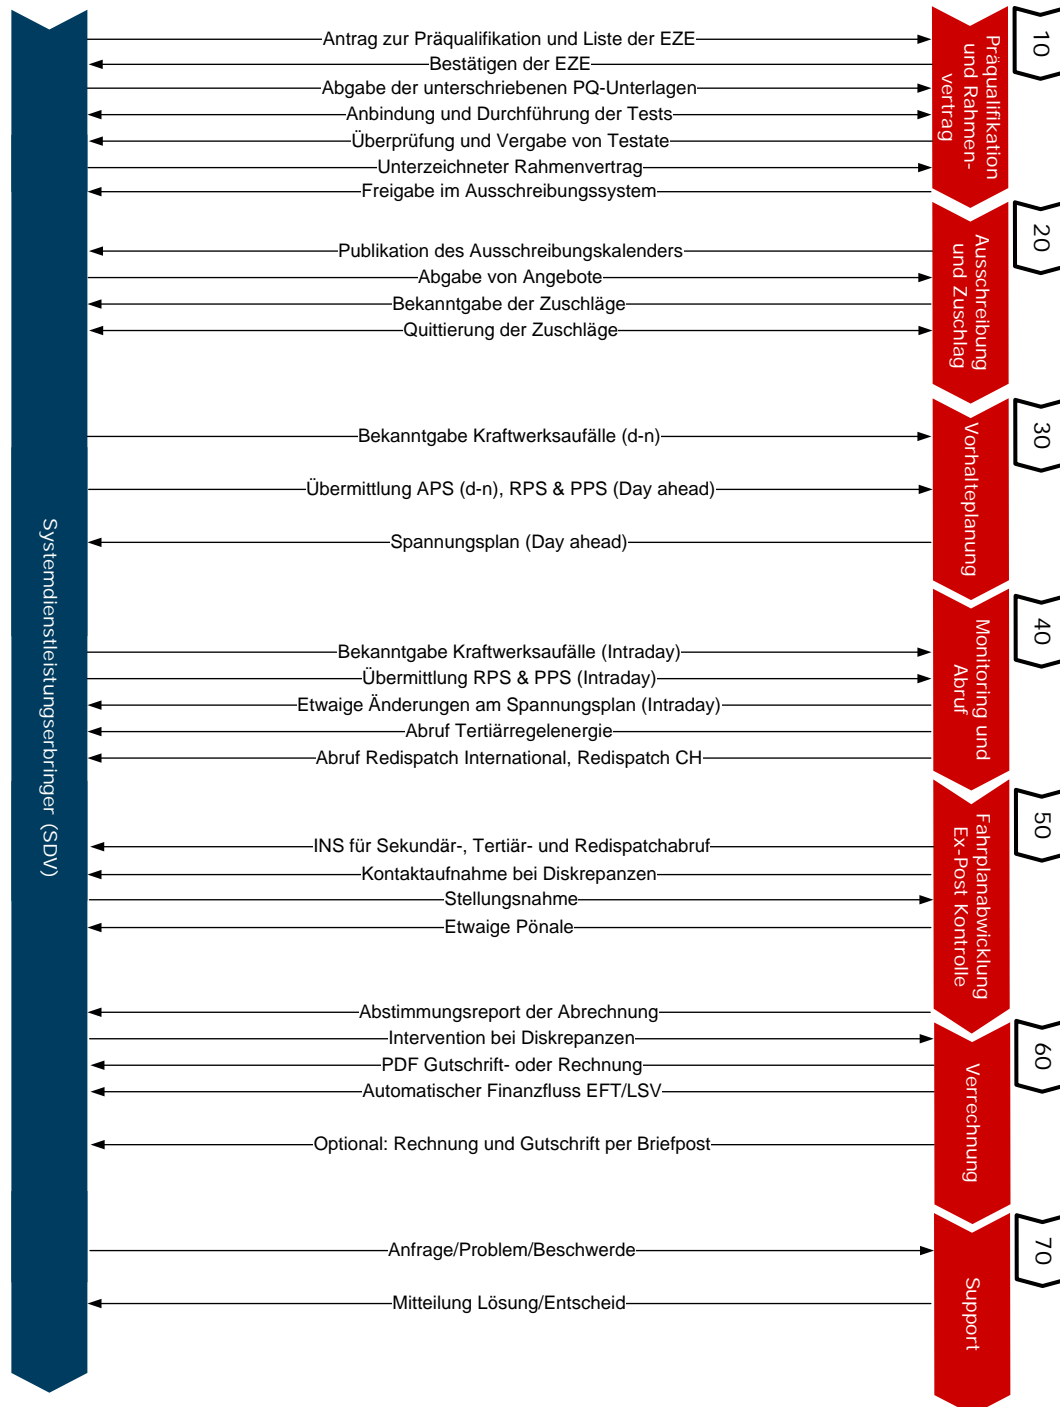 Systemdienstleistungserbringer (SDV)
10
Präqualifikation
und Rahmen-
vertrag
Antrag zur Präqualifikation und Liste der EZE
Bestätigen der EZE
Abgabe der unterschriebenen PQ-Unterlagen
Anbindung und Durchführung der Tests
Überprüfung und Vergabe von Testate
Unterzeichneter Rahmenvertrag
Freigabe im Ausschreibungssystem
20
Ausschreibung
und Zuschlag
Publikation des Ausschreibungskalenders
Abgabe von Angebote
Bekanntgabe der Zuschläge
Quittierung der Zuschläge
30
Vorhalteplanung
Bekanntgabe Kraftwerksaufälle (d-n)
Übermittlung APS (d-n), RPS & PPS (Day ahead)
Spannungsplan (Day ahead)
40
Monitoring und
Abruf
Bekanntgabe Kraftwerksaufälle (Intraday)
Übermittlung RPS & PPS (Intraday)
Etwaige Änderungen am Spannungsplan (Intraday)
Abruf Tertiärregelenergie
Abruf Redispatch International, Redispatch CH
50
Fahrplanabwicklung
Ex-Post Kontrolle
INS für Sekundär-, Tertiär- und Redispatchabruf
Kontaktaufnahme bei Diskrepanzen
Stellungsnahme
Etwaige Pönale
60
Verrechnung
Abstimmungsreport der Abrechnung
Intervention bei Diskrepanzen
PDF Gutschrift- oder Rechnung
Automatischer Finanzfluss EFT/LSV
Optional: Rechnung und Gutschrift per Briefpost
70
Support
Anfrage/Problem/Beschwerde
Mitteilung Lösung/Entscheid